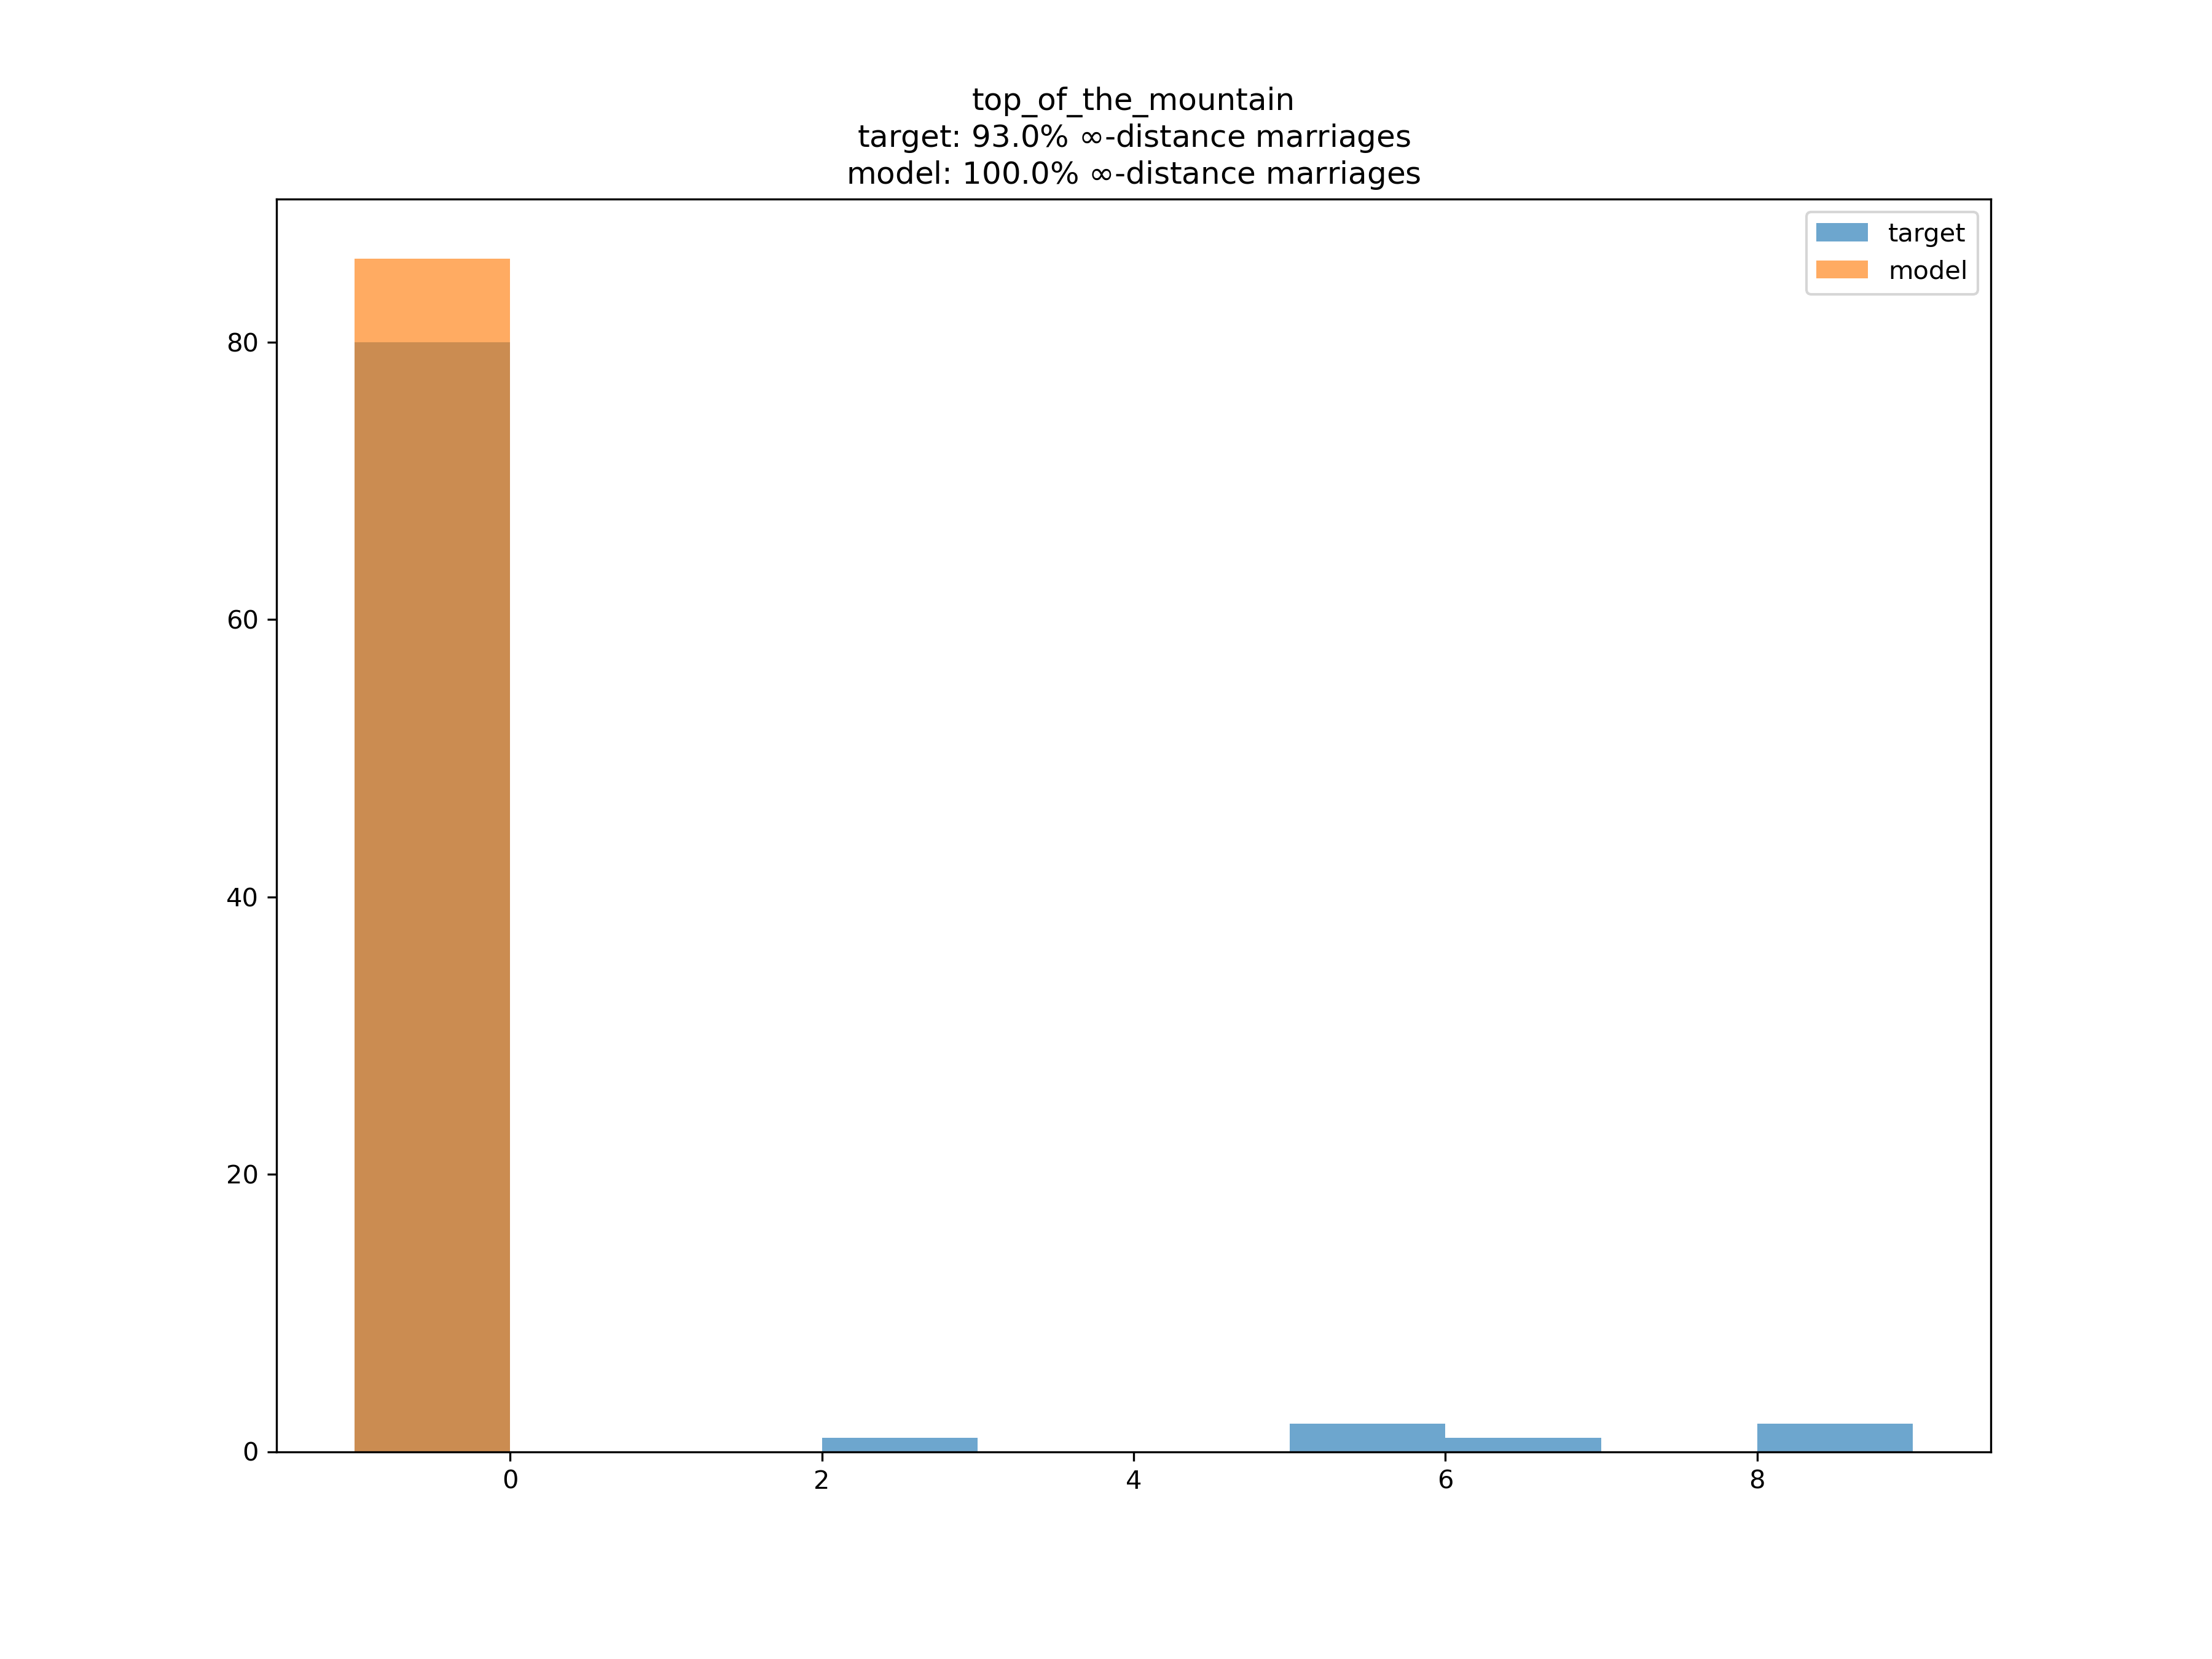 top_of_the_mountain
target: 93.0% ∞-distance marriages
model: 100.0% ∞-distance marriages
target
model
80
60
40
20
0
0 2 4 6 8